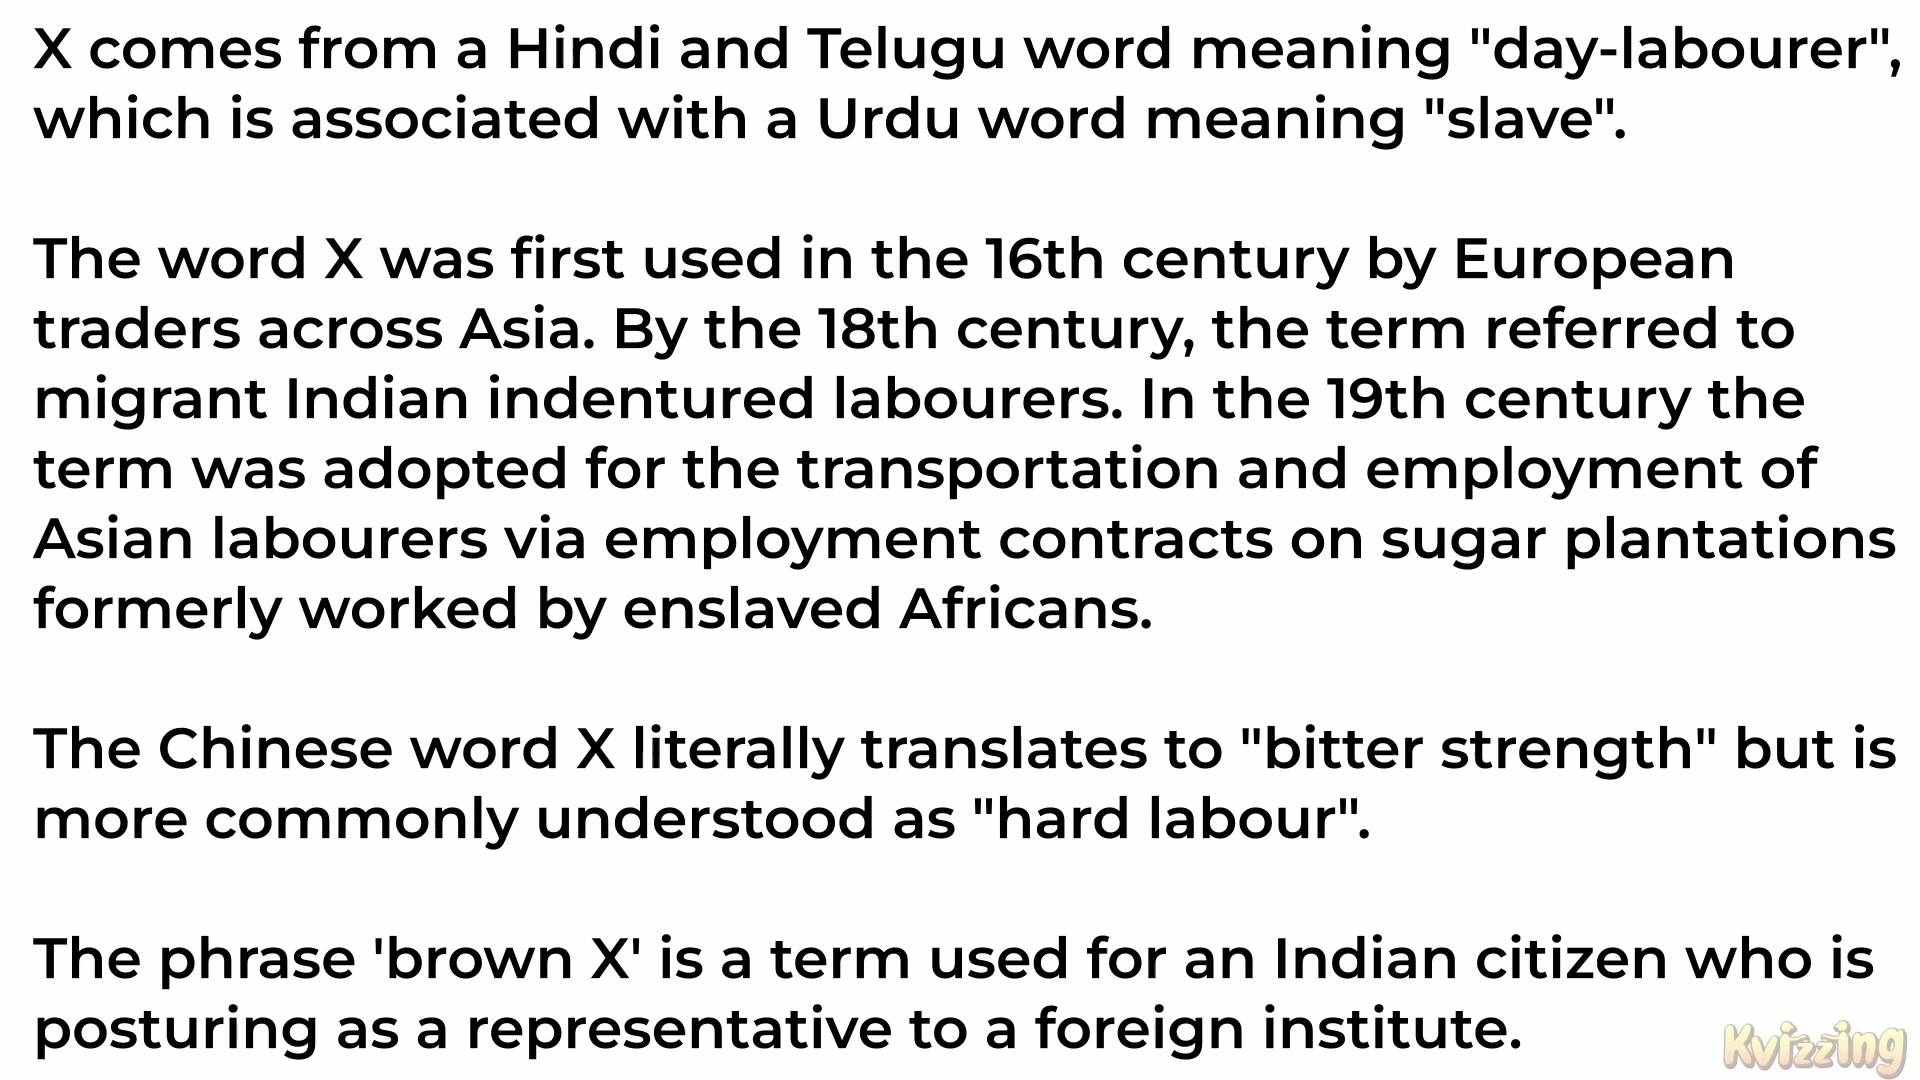 X comes from a Hindi and Telugu word meaning "day-labourer",
which is associated with a Urdu word meaning "slave".
The word X was first used in the 16th century by European
traders across Asia. By the 18th century, the term referred to
migrant Indian indentured labourers. In the 19th century the
term was adopted for the transportation and employment of
Asian labourers via employment contracts on sugar plantations
formerly worked by enslaved Africans.
The Chinese word X literally translates to "bitter strength" but is
more commonly understood as "hard labour".
The phrase 'brown X' is a term used for an Indian citizen who is
posturing as a representative to a foreign institute.
Kvizzing